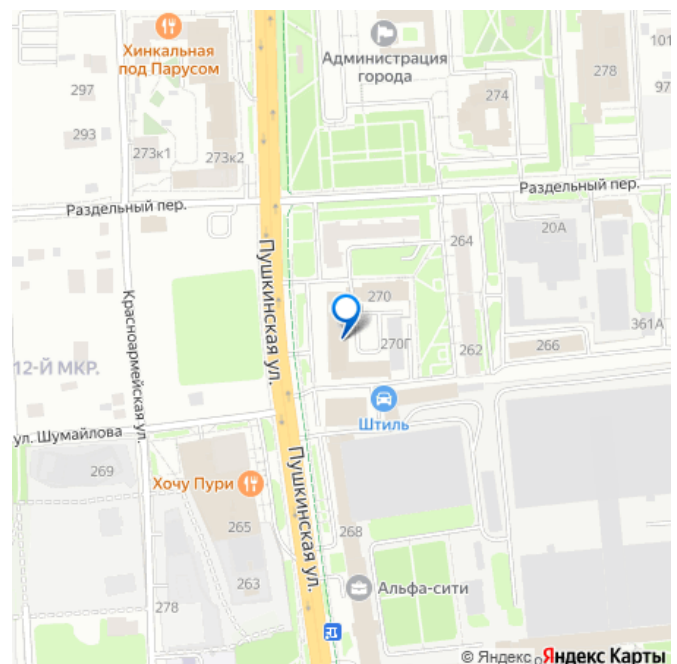 Хинкальная
под Парусом
Администрация
города
101
297
278
97
274
293
273к1
273к2
Раздельный пер.
Раздельный пер.
20А
264
Пушкинская ул.
270
Красноармейская ул.
361А
270Г
266
262
12-Й МКР.
Штиль
ул. Шумайлова
269
Хочу Пури
Пушкинская ул.
265
268
263
Альфа-сити
278
© Яндекс
Яндекс Карты